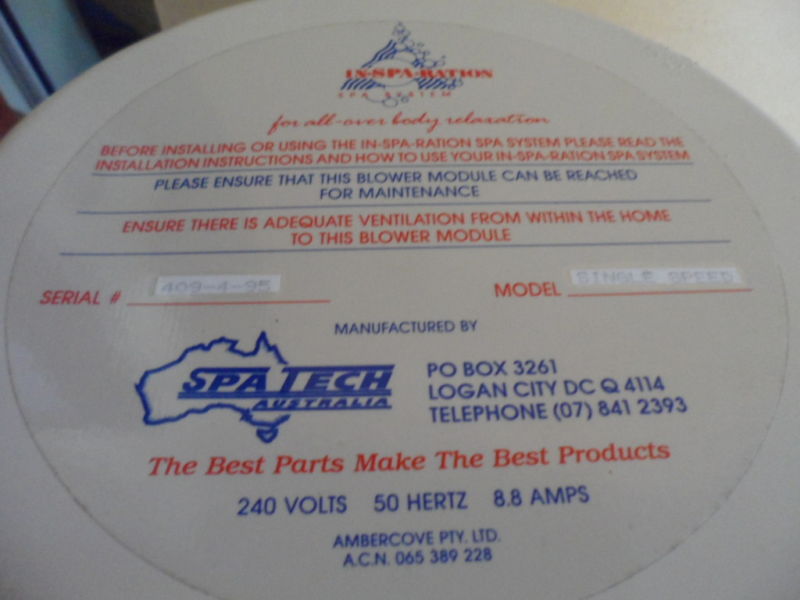 IN-SPA-RATION
SPA SYSTEM
for all-over body relaxation
BEFORE INSTALLING OR USING THE IN-SPA-RATION SPA SYSTEM PLEASE READ THE
INSTALLATION INSTRUCTIONS AND HOW TO USE YOUR IN-SPA-RATION SPA SYSTEM
PLEASE ENSURE THAT THIS BLOWER MODULE CAN BE REACHED
FOR MAINTENANCE
ENSURE THERE IS ADEQUATE VENTILATION FROM WITHIN THE HOME
TO THIS BLOWER MODULE
SERIAL # 409-4-95 MODEL SINGLE SPEED
MANUFACTURED BY
SPA TECH
AUSTRALIA
PO BOX 3261
LOGAN CITY DC Q 4114
TELEPHONE (07) 841 2393
The Best Parts Make The Best Products
240 VOLTS 50 HERTZ 8.8 AMPS
AMBERCOVE PTY. LTD.
A.C.N. 065 389 228